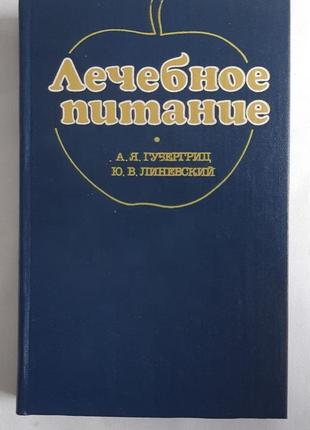 Лечебное
питание
А. Я. ГУБЕРГРИЦ
Ю. В. ЛИНЕВСКИЙ